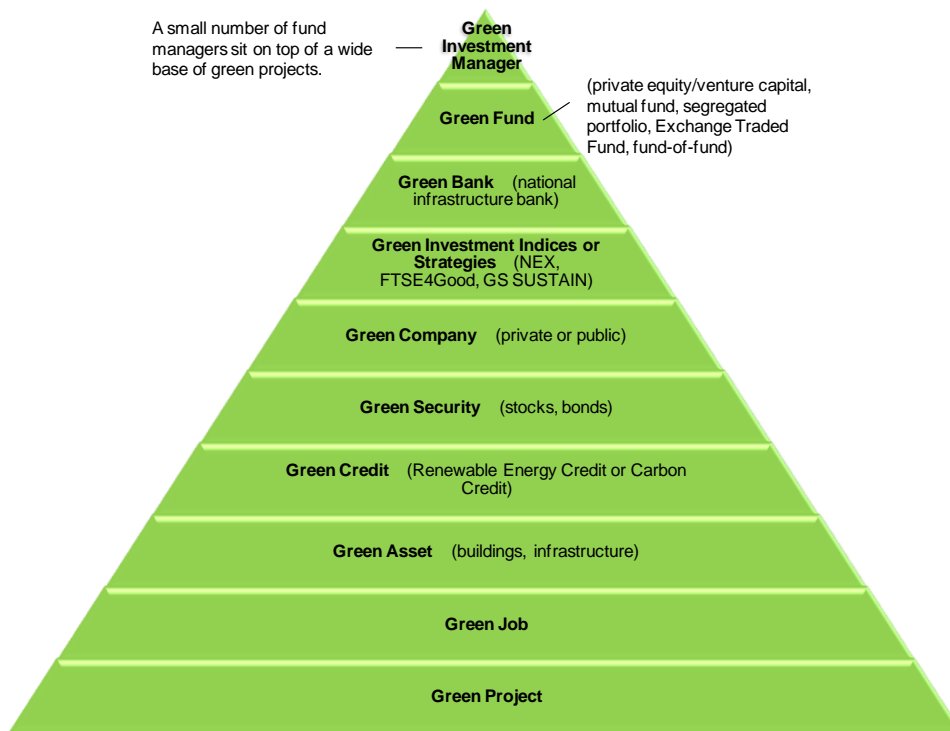 A small number of fund
managers sit on top of a wide
base of green projects.
Green
Investment
Manager
(private equity/venture capital,
mutual fund, segregated
portfolio, Exchange Traded
Fund, fund-of-fund)
Green Fund
Green Bank (national
infrastructure bank)
Green Investment Indices or
Strategies (NEX,
FTSE4Good, GS SUSTAIN)
Green Company (private or public)
Green Security (stocks, bonds)
Green Credit (Renewable Energy Credit or Carbon
Credit)
Green Asset (buildings, infrastructure)
Green Job
Green Project